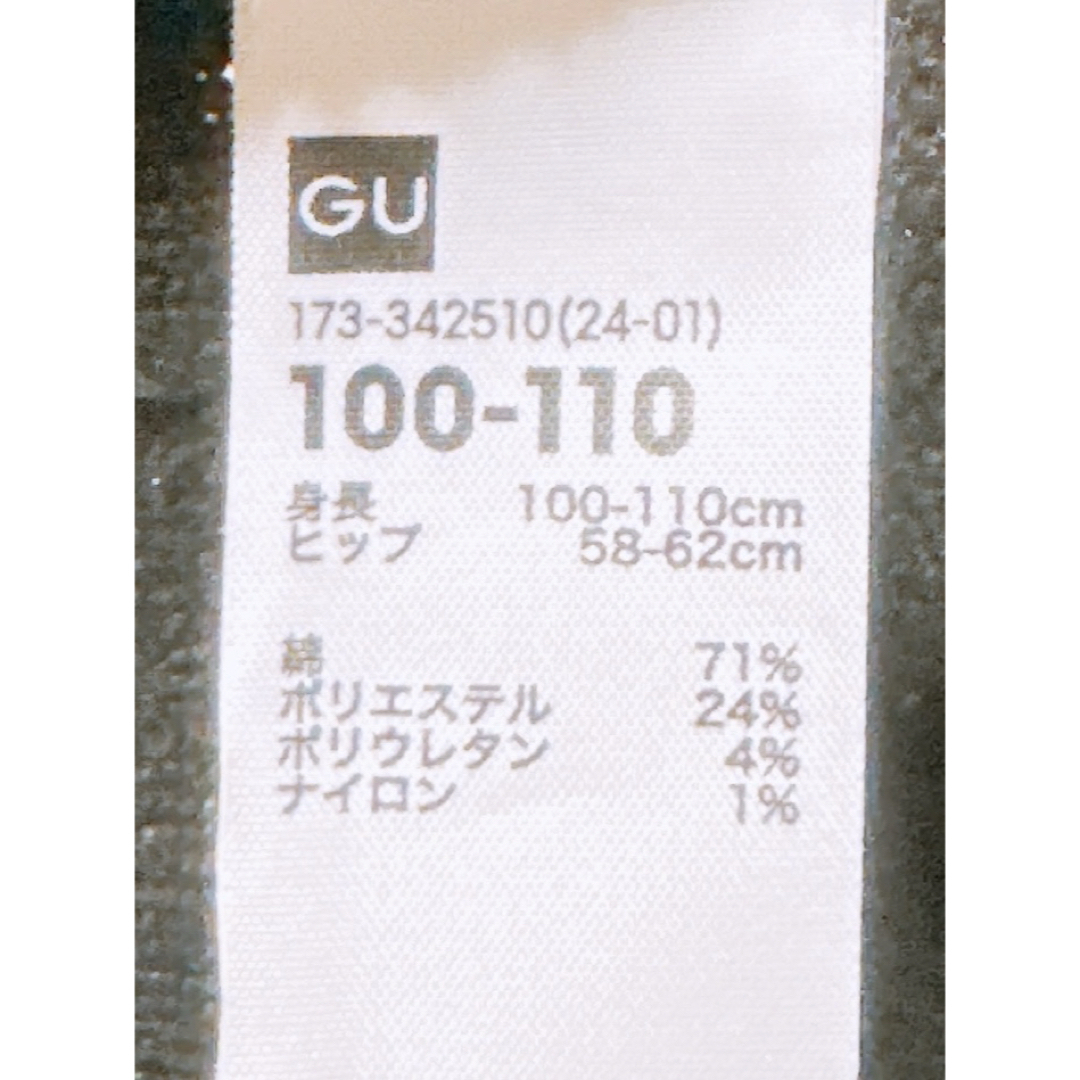 GU
173-342510(24-01)
100-110
身長 100-110cm
ヒップ 58-62cm
綿 71%
ポリエステル 24%
ポリウレタン 4%
ナイロン 1%